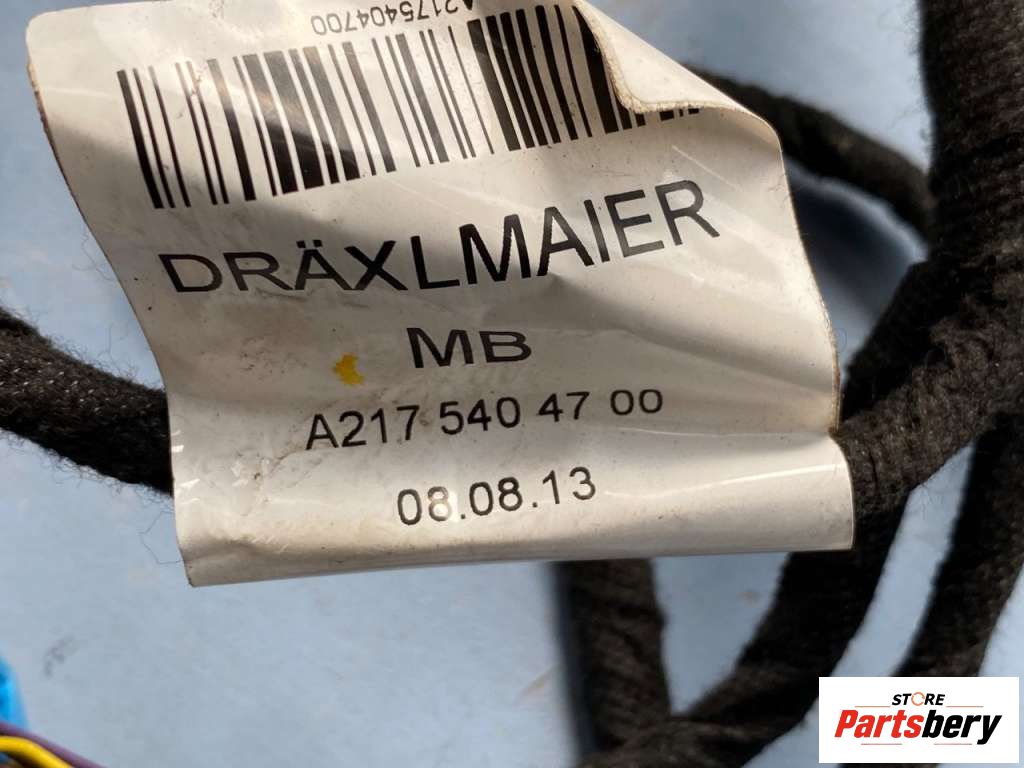 A2175404700
DRÄXLMAIER
MB
A217 540 47 00
08.08.13
STORE
Partsbery